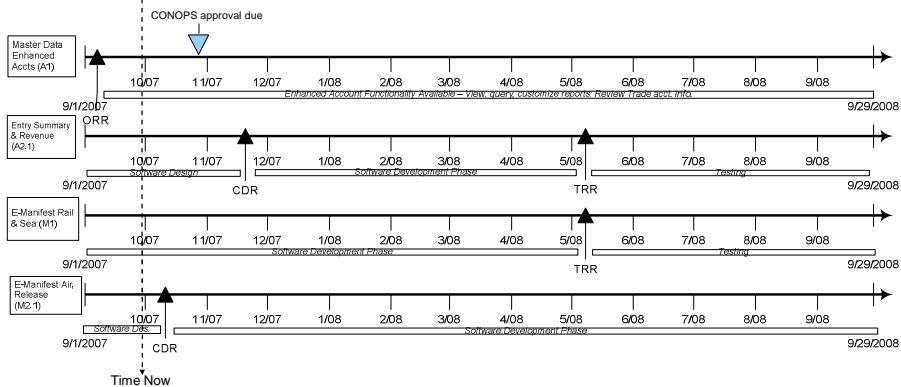 CONOPS approval due
Master Data
Enhanced
Accts (A1)
10/07 11/07 12/07 1/08 2/08 3/08 4/08 5/08 6/08 7/08 8/08 9/08
Enhanced Account Functionality Available – View, query, customize reports: Review Trade acct. info.
9/1/2007 9/29/2008
ORR
Entry Summary
& Revenue
(A2.1)
10/07 11/07 12/07 1/08 2/08 3/08 4/08 5/08 6/08 7/08 8/08 9/08
Software Design Software Development Phase Testing
9/1/2007 9/29/2008
CDR TRR
E-Manifest Rail
& Sea (M1)
10/07 11/07 12/07 1/08 2/08 3/08 4/08 5/08 6/08 7/08 8/08 9/08
Software Development Phase Testing
9/1/2007 9/29/2008
TRR
E-Manifest Air,
Release
(M2.1)
10/07 11/07 12/07 1/08 2/08 3/08 4/08 5/08 6/08 7/08 8/08 9/08
Software Des. Software Development Phase
9/1/2007 9/29/2008
CDR
Time Now